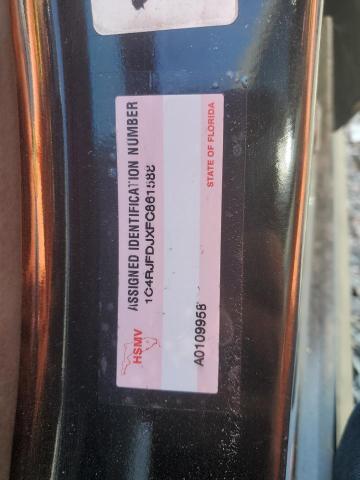 ASSIGNED IDENTIFICATION NUMBER
1C4RJFDJXFC861588
HSMV
STATE OF FLORIDA
A0109958